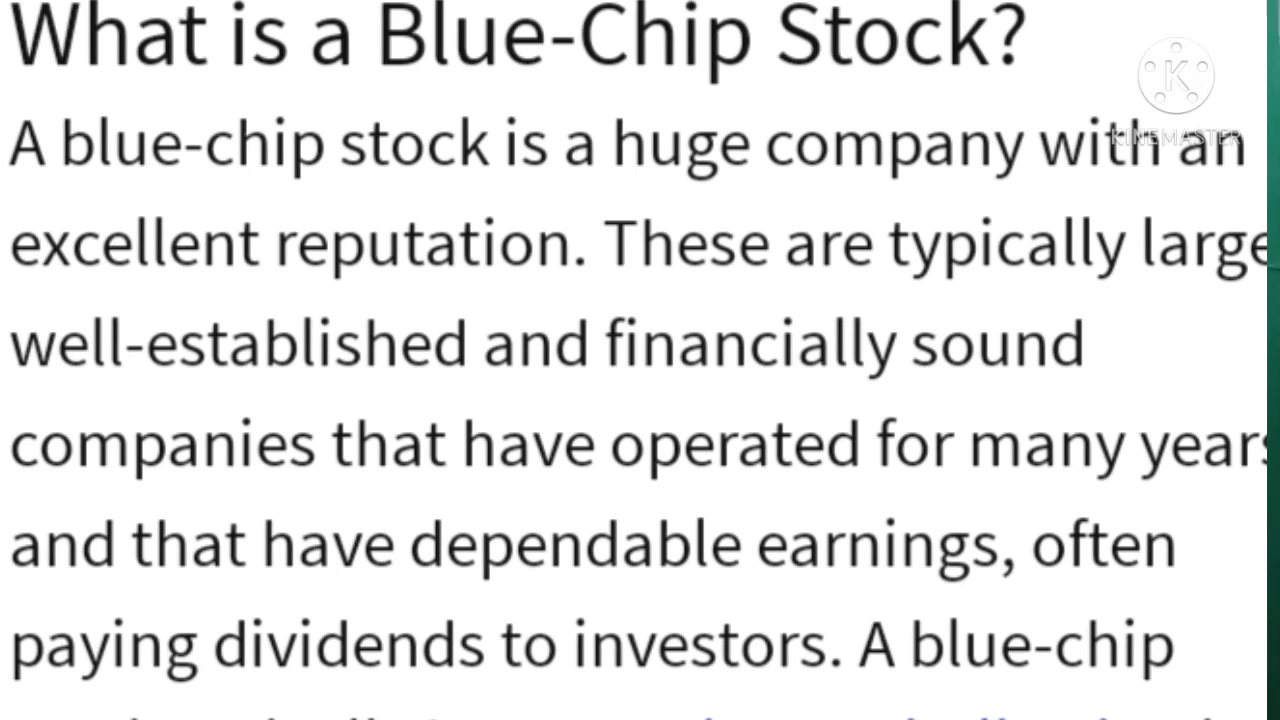 What is a Blue-Chip Stock?
KINEMASTER
A blue-chip stock is a huge company with an
excellent reputation. These are typically large
well-established and financially sound
companies that have operated for many years
and that have dependable earnings, often
paying dividends to investors. A blue-chip